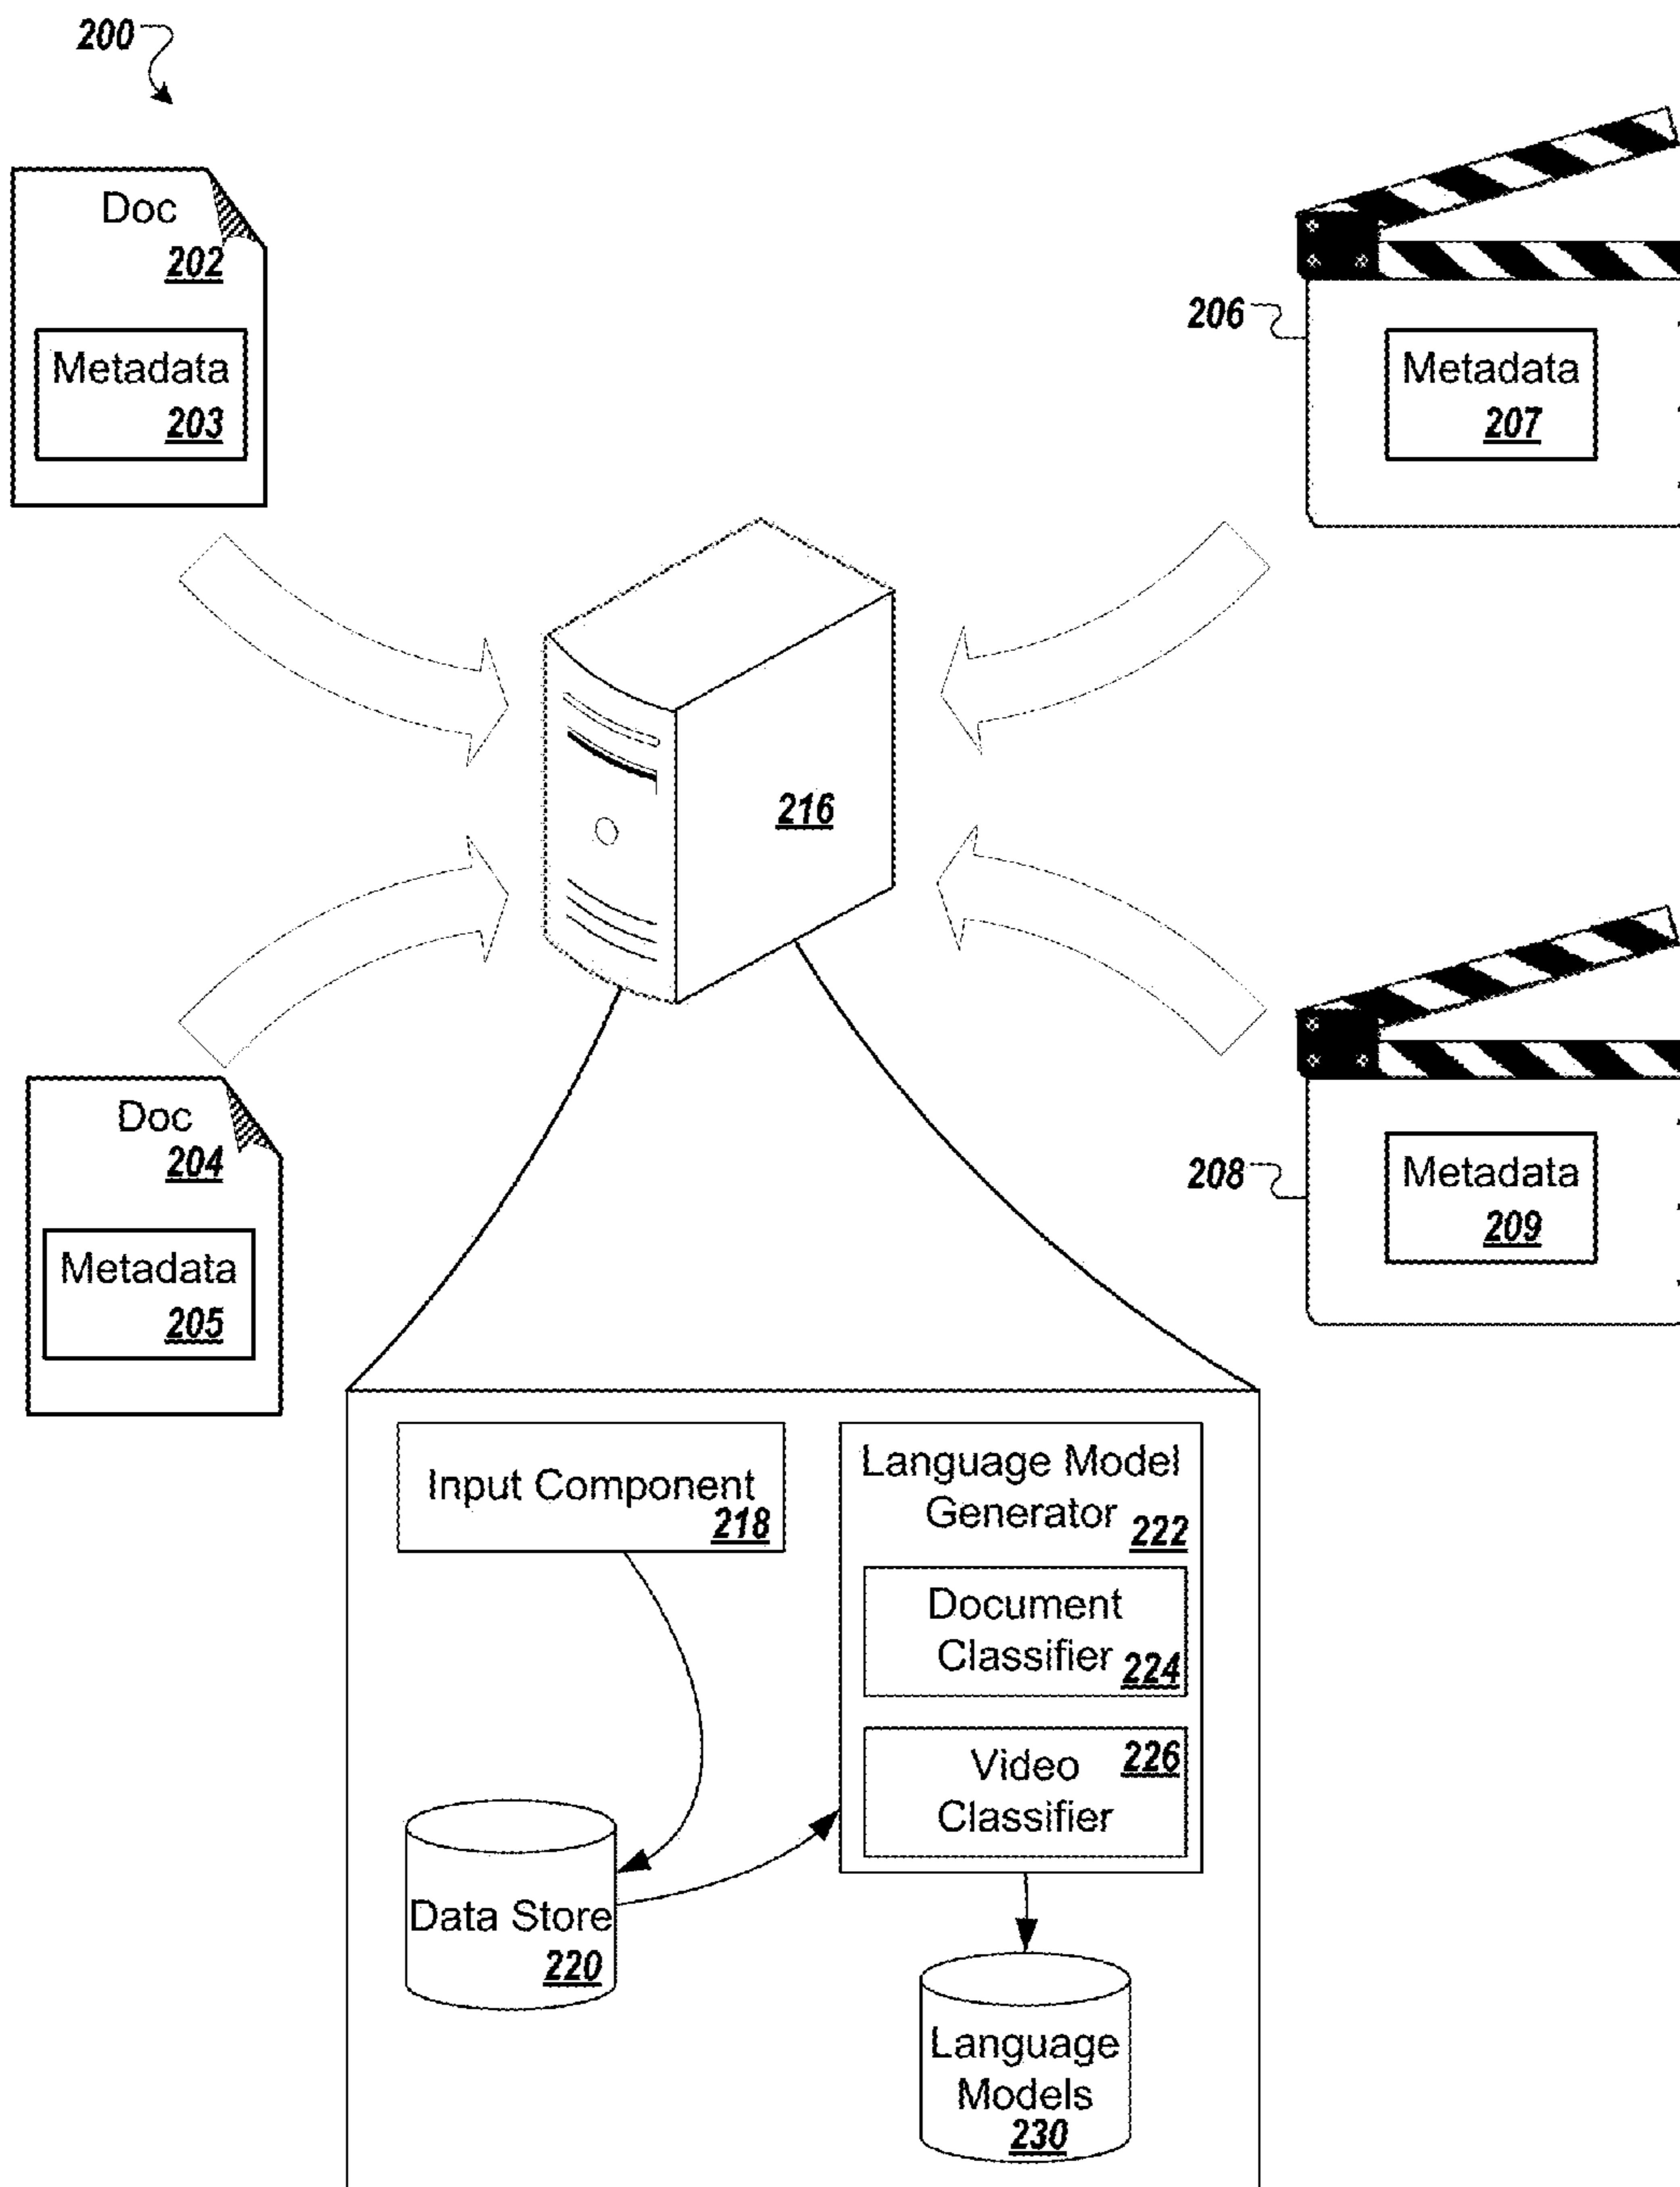 200
Doc
202
Metadata
203
206
Metadata
207
216
Doc
204
Metadata
205
208
Metadata
209
Input Component
218
Language Model
Generator 222
Document
Classifier 224
Video 226
Classifier
Data Store
220
Language
Models
230